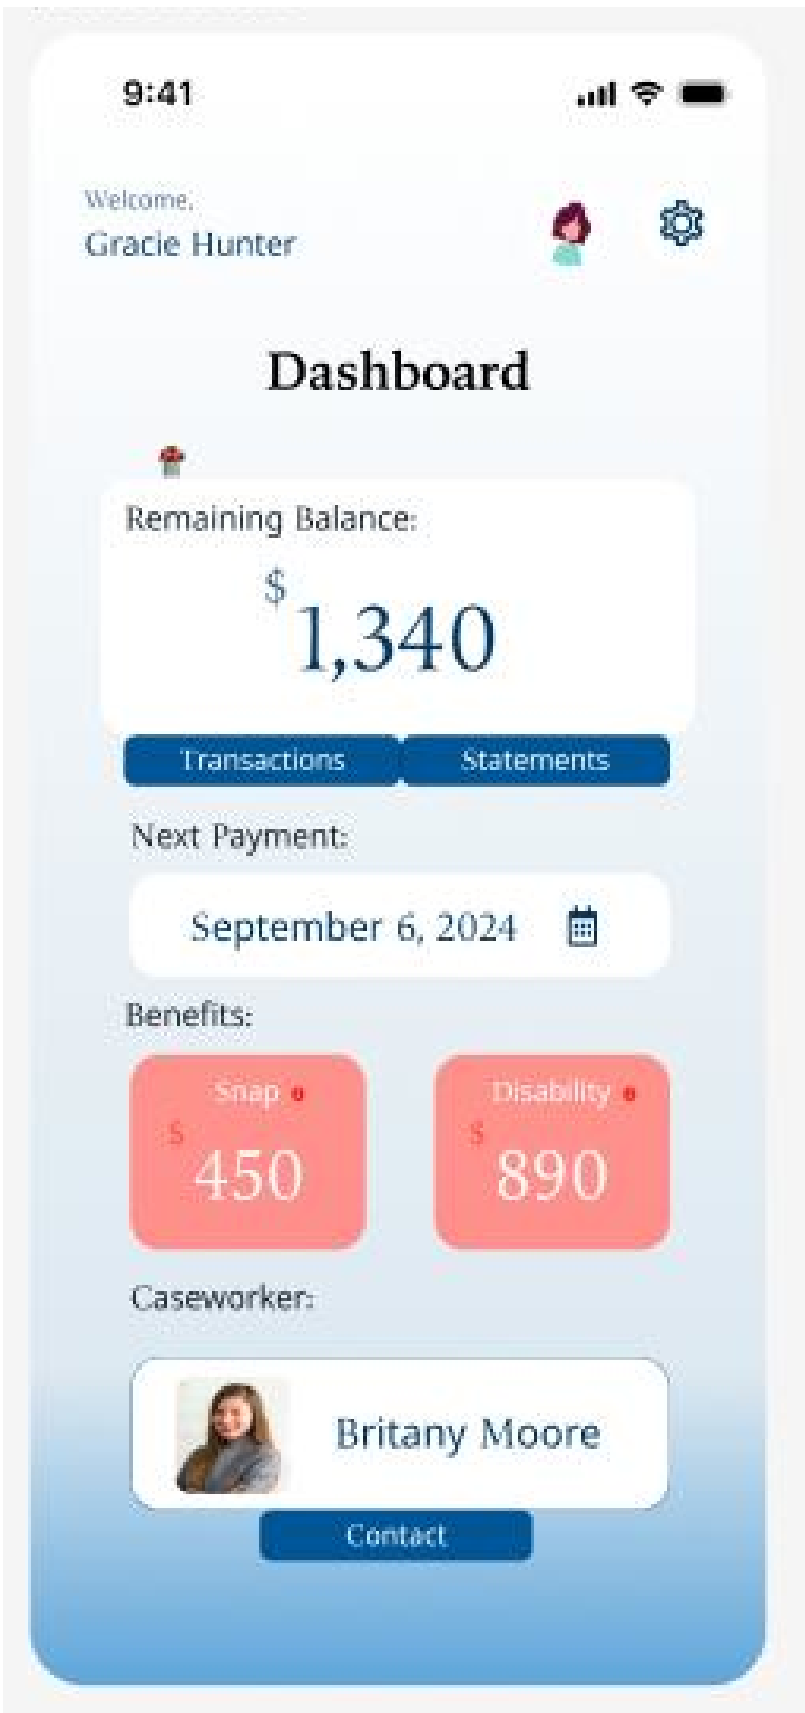 9:41
Welcome,
Gracie Hunter
Dashboard
Remaining Balance:
$
1,340
Transactions Statements
Next Payment:
September 6, 2024
Benefits:
Snap Disability
$ $
450 890
Caseworker:
Britany Moore
Contact